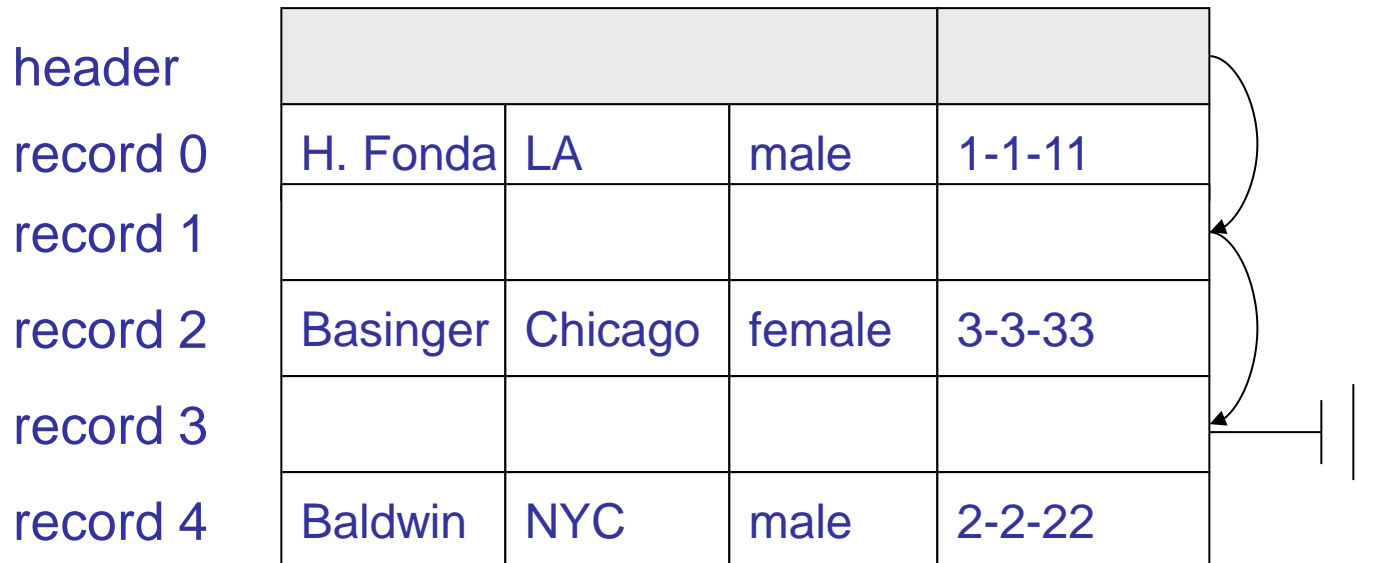 header
record 0 H. Fonda LA male 1-1-11
record 1
record 2 Basinger Chicago female 3-3-33
record 3
record 4 Baldwin NYC male 2-2-22